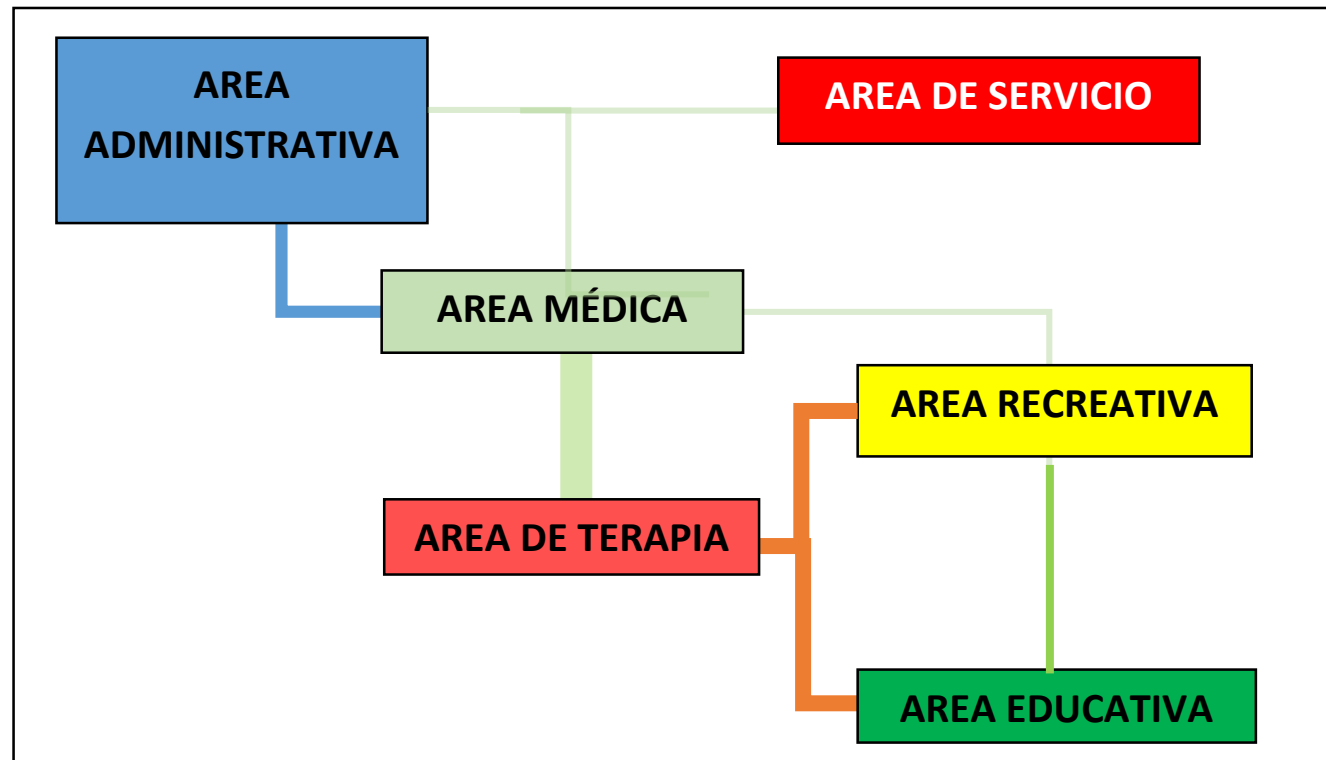 AREA
ADMINISTRATIVA
AREA DE SERVICIO
AREA MÉDICA
AREA RECREATIVA
AREA DE TERAPIA
AREA EDUCATIVA